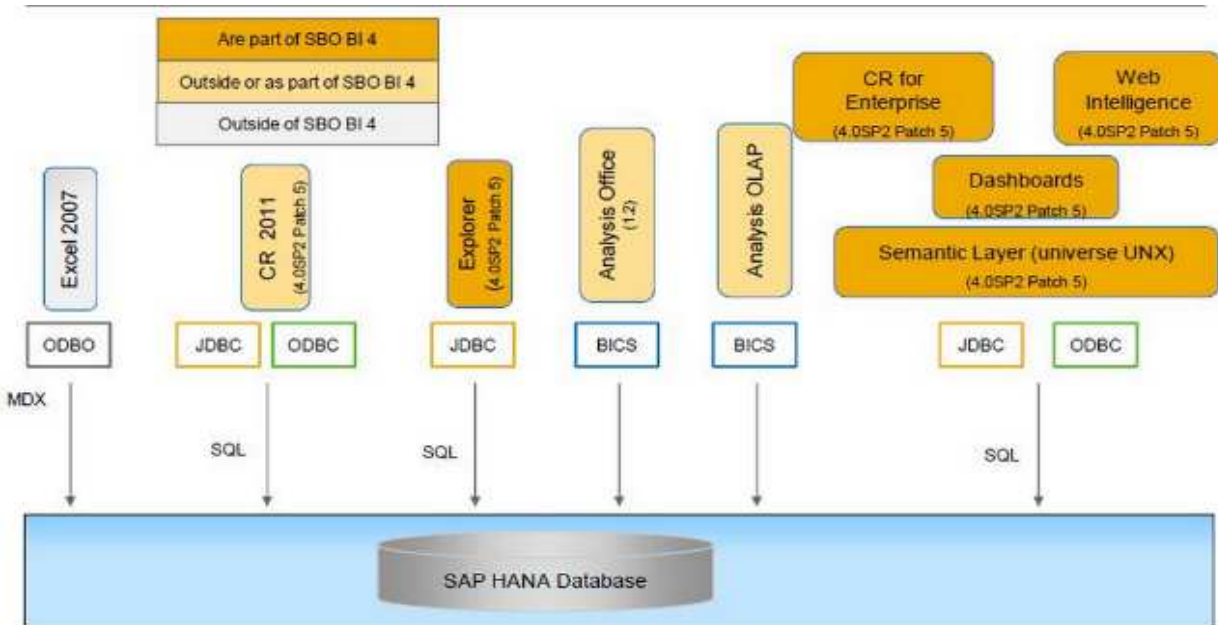 Are part of SBO BI 4
Outside or as part of SBO BI 4
Outside of SBO BI 4
CR for
Enterprise
(4.0SP2 Patch 5)
Web
Intelligence
(4.0SP2 Patch 5)
Excel 2007
CR 2011
(4.0SP2 Patch 5)
Explorer
(4.0SP2 Patch 5)
Analysis Office
(1.2)
Analysis OLAP
Dashboards
(4.0SP2 Patch 5)
Semantic Layer (universe UNX)
(4.0SP2 Patch 5)
ODBO
JDBC
ODBC
JDBC
BICS
BICS
JDBC
ODBC
MDX
SQL
SQL
SQL
SAP HANA Database